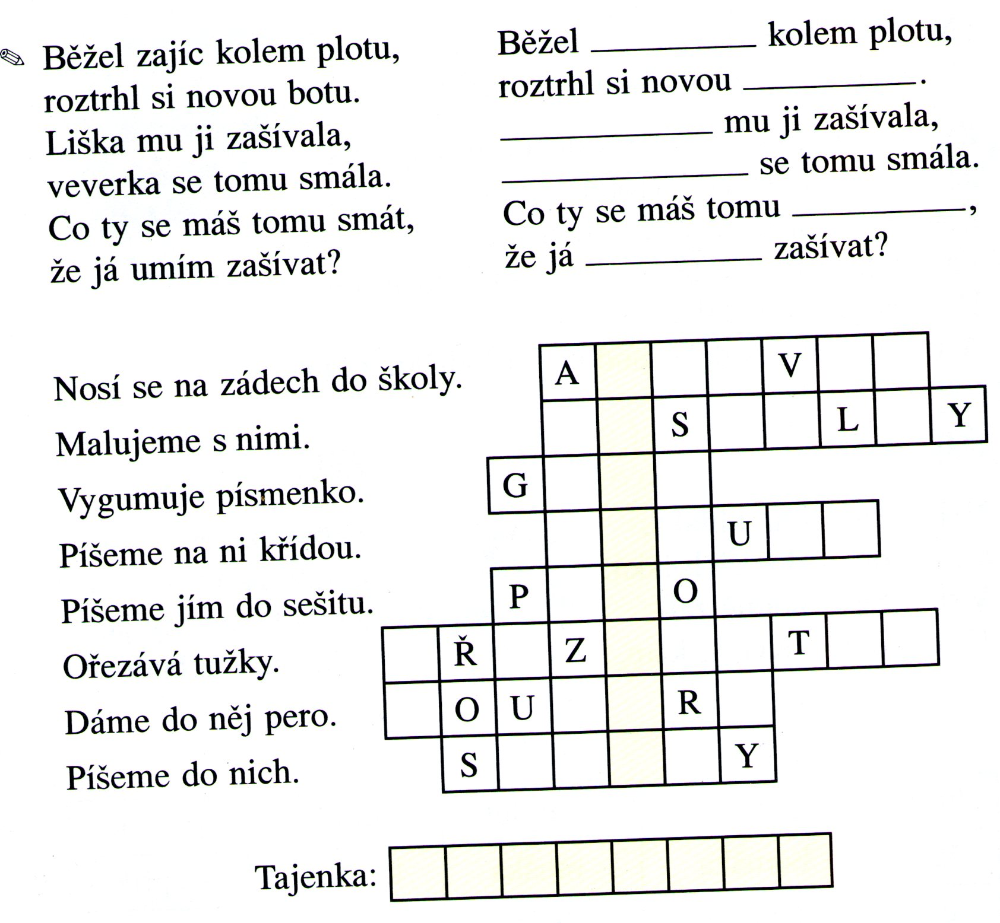 Běžel zajíc kolem plotu,
roztrhl si novou botu.
Liška mu ji zašívala,
veverka se tomu smála.
Co ty se máš tomu smát,
že já umím zašívat?
Běžel __________ kolem plotu,
roztrhl si novou __________.
__________ mu ji zašívala,
__________ se tomu smála.
Co ty se máš tomu __________,
že já __________ zašívat?
Nosí se na zádech do školy.
A V
Malujeme s nimi.
S L Y
Vygumuje písmenko.
G
Píšeme na ni křídou.
U
Píšeme jím do sešitu.
P O
Ořezává tužky.
Ř Z T
Dáme do něj pero.
O U R
Píšeme do nich.
S Y
Tajenka: